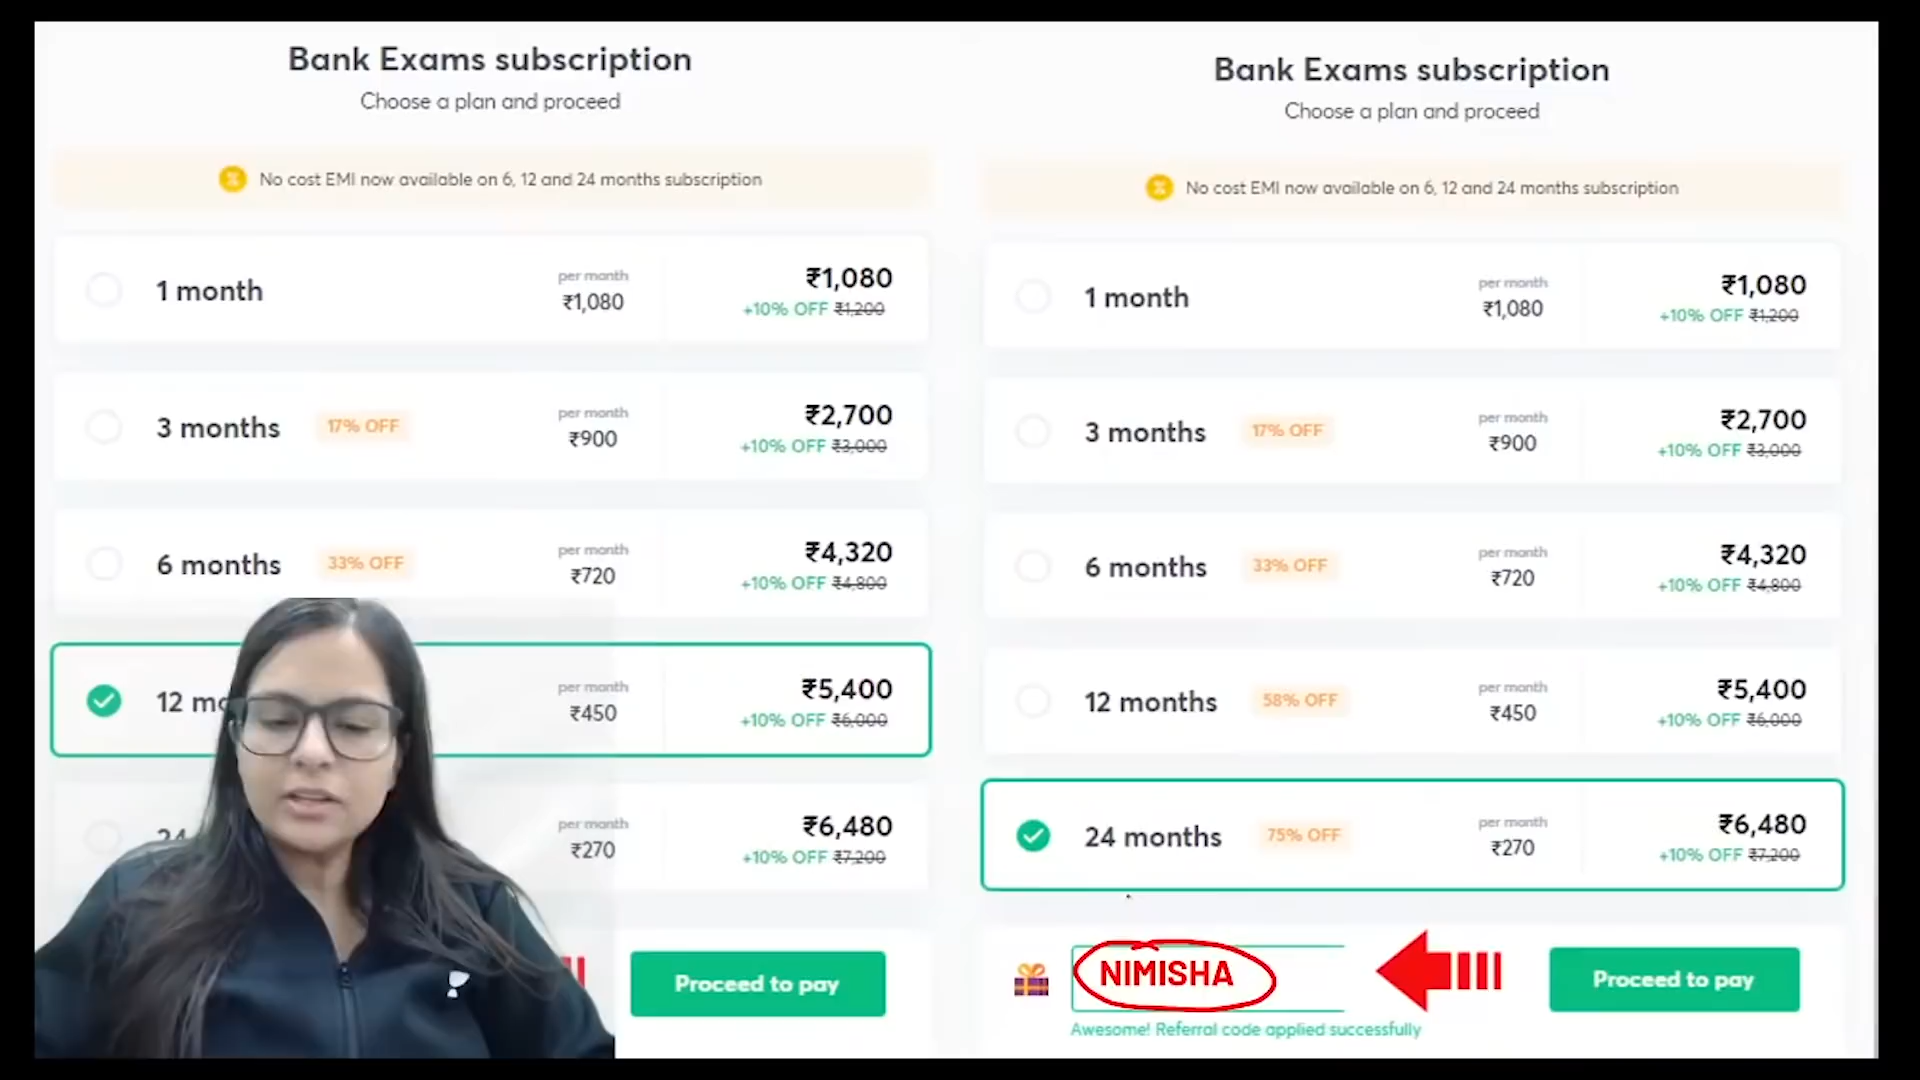 Bank Exams subscription
Choose a plan and proceed
No cost EMI now available on 6, 12 and 24 months subscription
1 month
per month
₹1,080
₹1,080
+10% OFF ₹1,200
3 months
17% OFF
per month
₹900
₹2,700
+10% OFF ₹3,000
6 months
33% OFF
per month
₹720
₹4,320
+10% OFF ₹4,800
12 mo
per month
₹450
₹5,400
+10% OFF ₹6,000
24
per month
₹270
₹6,480
+10% OFF ₹7,200
Proceed to pay
Bank Exams subscription
Choose a plan and proceed
No cost EMI now available on 6, 12 and 24 months subscription
1 month
per month
₹1,080
₹1,080
+10% OFF ₹1,200
3 months
17% OFF
per month
₹900
₹2,700
+10% OFF ₹3,000
6 months
33% OFF
per month
₹720
₹4,320
+10% OFF ₹4,800
12 months
58% OFF
per month
₹450
₹5,400
+10% OFF ₹6,000
24 months
75% OFF
per month
₹270
₹6,480
+10% OFF ₹7,200
NIMISHA
Proceed to pay
Awesome! Referral code applied successfully